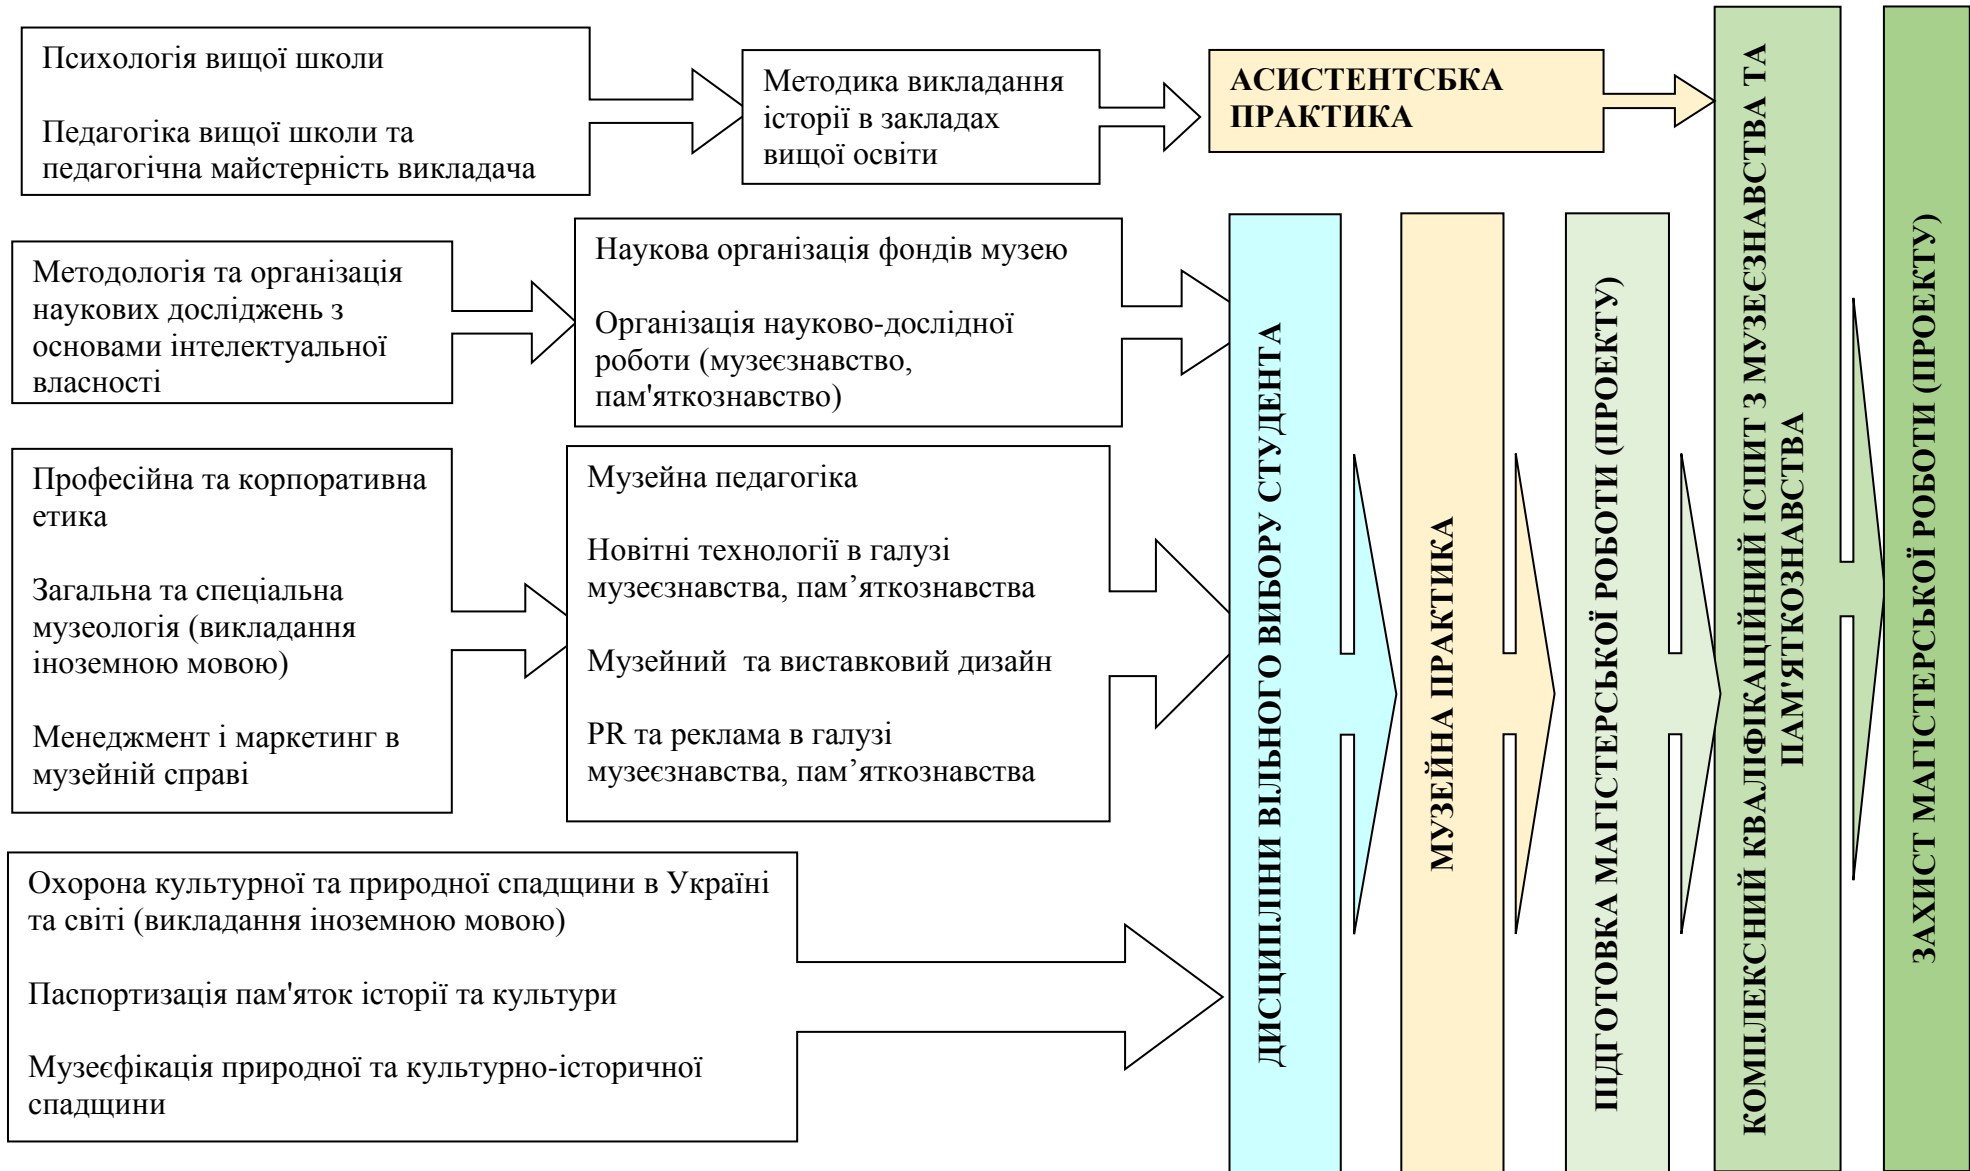 Психологія вищої школи
Педагогіка вищої школи та
педагогічна майстерність викладача
Методика викладання
історії в закладах
вищої освіти
АСИСТЕНТСБКА
ПРАКТИКА
Методологія та організація
наукових досліджень з
основами інтелектуальної
власності
Наукова організація фондів музею
Організація науково-дослідної
роботи (музеєзнавство,
пам'яткознавство)
Професійна та корпоративна
етика
Загальна та спеціальна
музеологія (викладання
іноземною мовою)
Менеджмент і маркетинг в
музейній справі
Музейна педагогіка
Новітні технології в галузі
музеєзнавства, пам’яткознавства
Музейний та виставковий дизайн
PR та реклама в галузі
музеєзнавства, пам’яткознавства
Охорона культурної та природної спадщини в Україні
та світі (викладання іноземною мовою)
Паспортизація пам'яток історії та культури
Музеєфікація природної та культурно-історичної
спадщини
ДИСЦИПЛІНИ ВІЛЬНОГО ВИБОРУ СТУДЕНТА
МУЗЕЙНА ПРАКТИКА
ПІДГОТОВКА МАГІСТЕРСЬКОЇ РОБОТИ (ПРОЕКТУ)
КОМПЛЕКСНИЙ КВАЛІФІКАЦІЙНИЙ ІСПИТ З МУЗЕЄЗНАВСТВА ТА
ПАМ'ЯТКОЗНАВСТВА
ЗАХИСТ МАГІСТЕРСЬКОЇ РОБОТИ (ПРОЕКТУ)